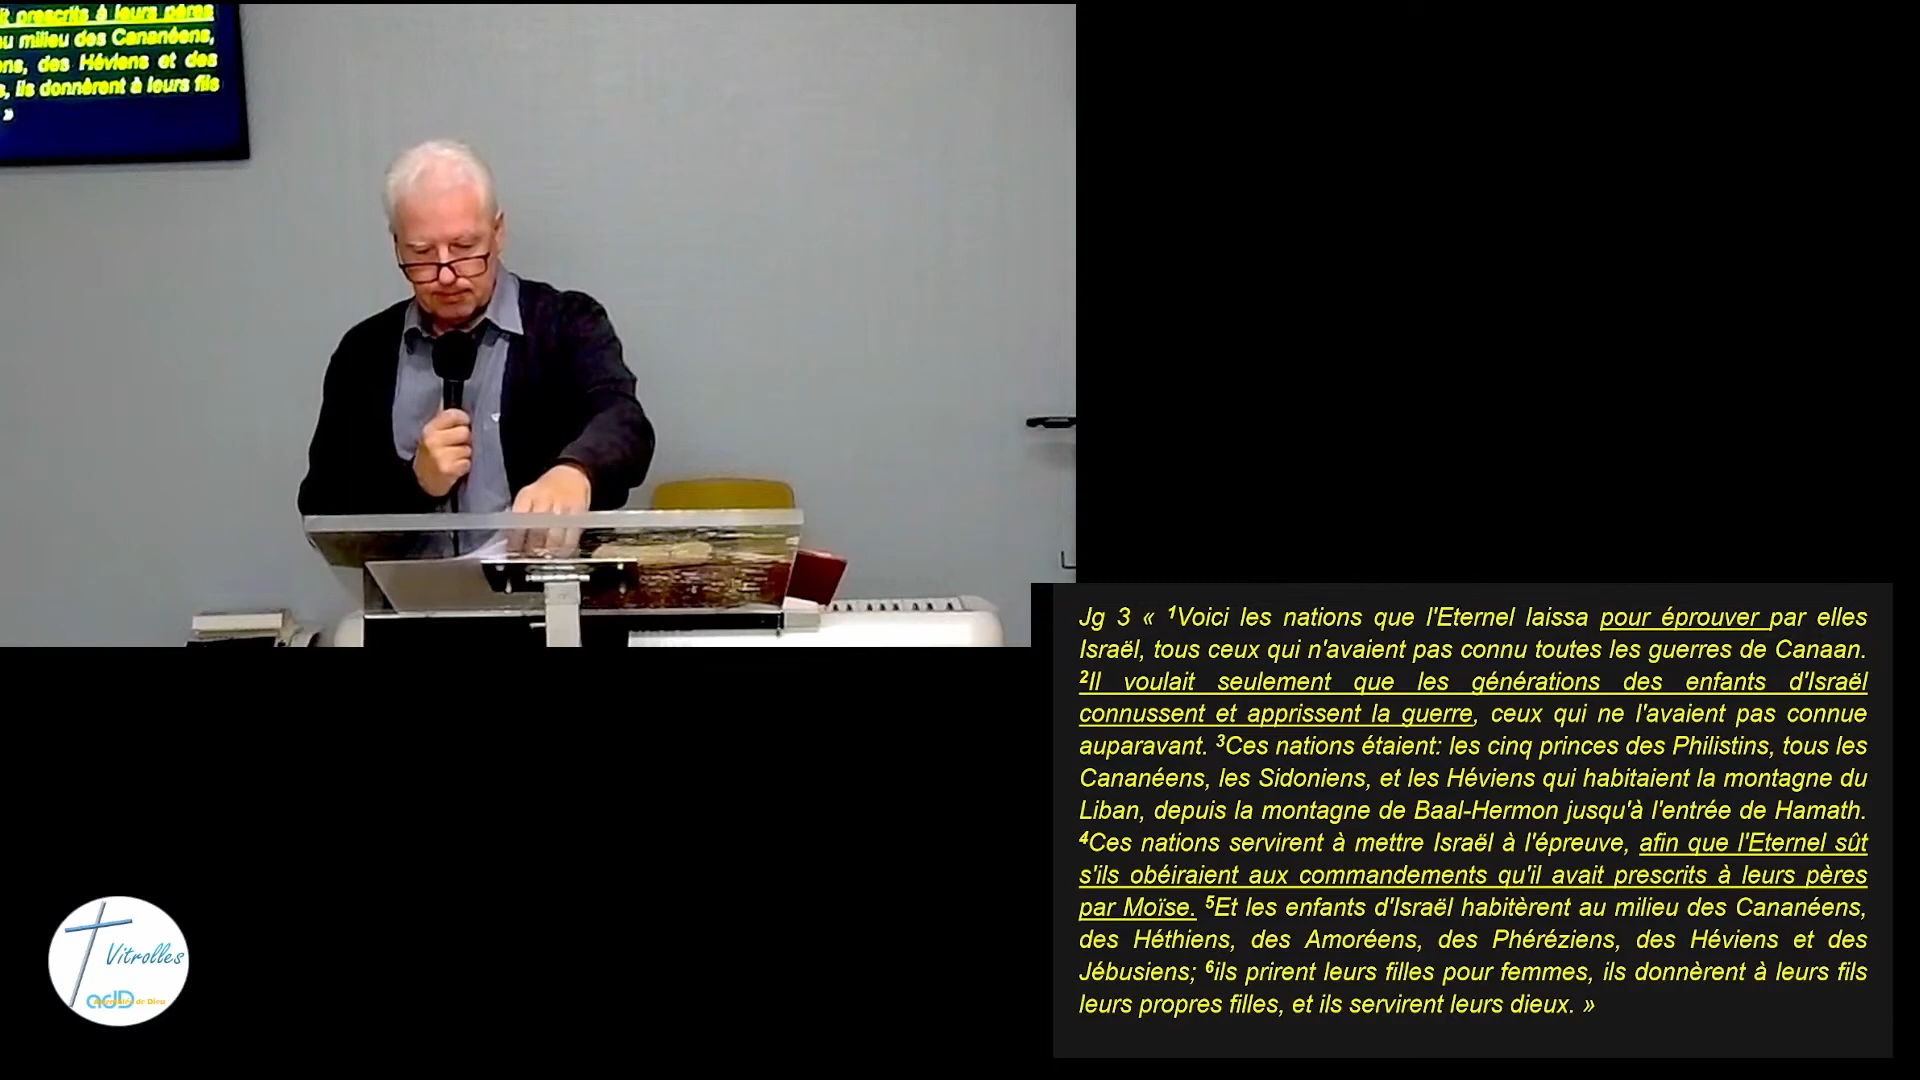 it prescrits à leurs pères
au milieu des Cananéens,
ens, des Héviens et des
s, ils donnèrent à leurs fils
»
Jg 3 « 1Voici les nations que l'Eternel laissa pour éprouver par elles
Israël, tous ceux qui n'avaient pas connu toutes les guerres de Canaan.
2Il voulait seulement que les générations des enfants d'Israël
connussent et apprissent la guerre, ceux qui ne l'avaient pas connue
auparavant. 3Ces nations étaient: les cinq princes des Philistins, tous les
Cananéens, les Sidoniens, et les Héviens qui habitaient la montagne du
Liban, depuis la montagne de Baal-Hermon jusqu'à l'entrée de Hamath.
4Ces nations servirent à mettre Israël à l'épreuve, afin que l'Eternel sût
s'ils obéiraient aux commandements qu'il avait prescrits à leurs pères
par Moïse. 5Et les enfants d'Israël habitèrent au milieu des Cananéens,
des Héthiens, des Amoréens, des Phéréziens, des Héviens et des
Jébusiens; 6ils prirent leurs filles pour femmes, ils donnèrent à leurs fils
leurs propres filles, et ils servirent leurs dieux. »
Vitrolles
adD
Assemblée de Dieu